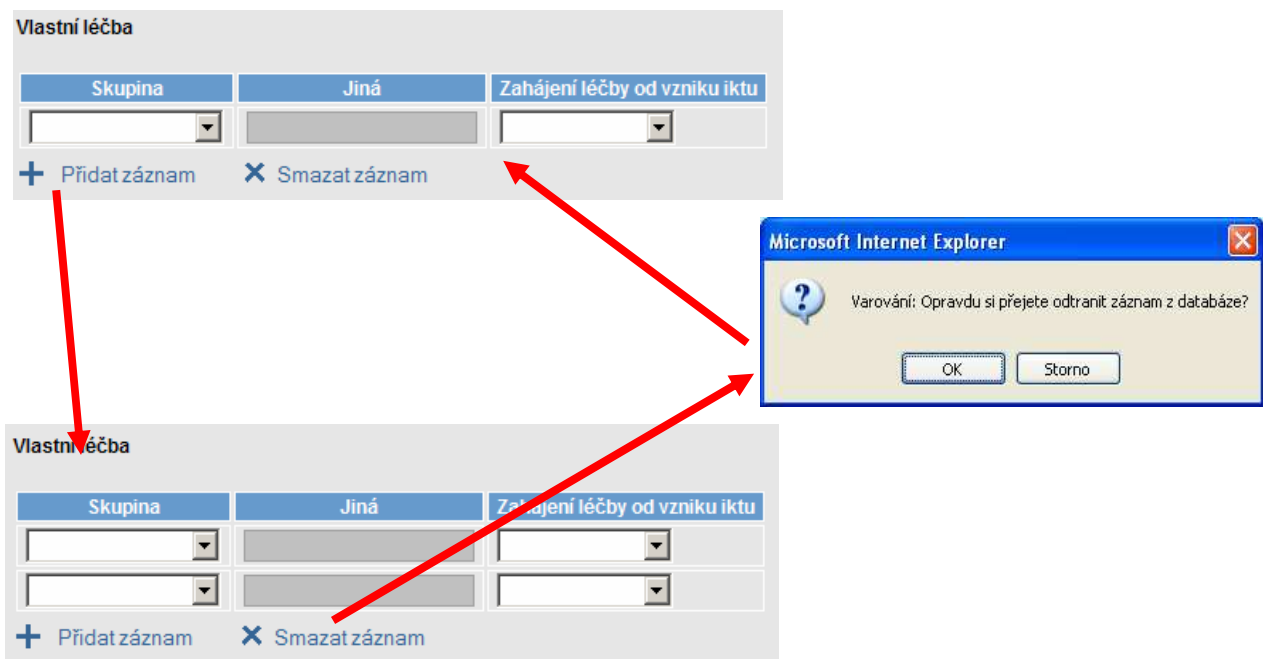 Vlastní léčba
Skupina Jiná Zahájení léčby od vzniku iktu
Přidat záznam Smazat záznam
Microsoft Internet Explorer
Varování: Opravdu si přejete odtranit záznam z databáze?
OK Storno
Vlastní léčba
Skupina Jiná Zahájení léčby od vzniku iktu
Přidat záznam Smazat záznam